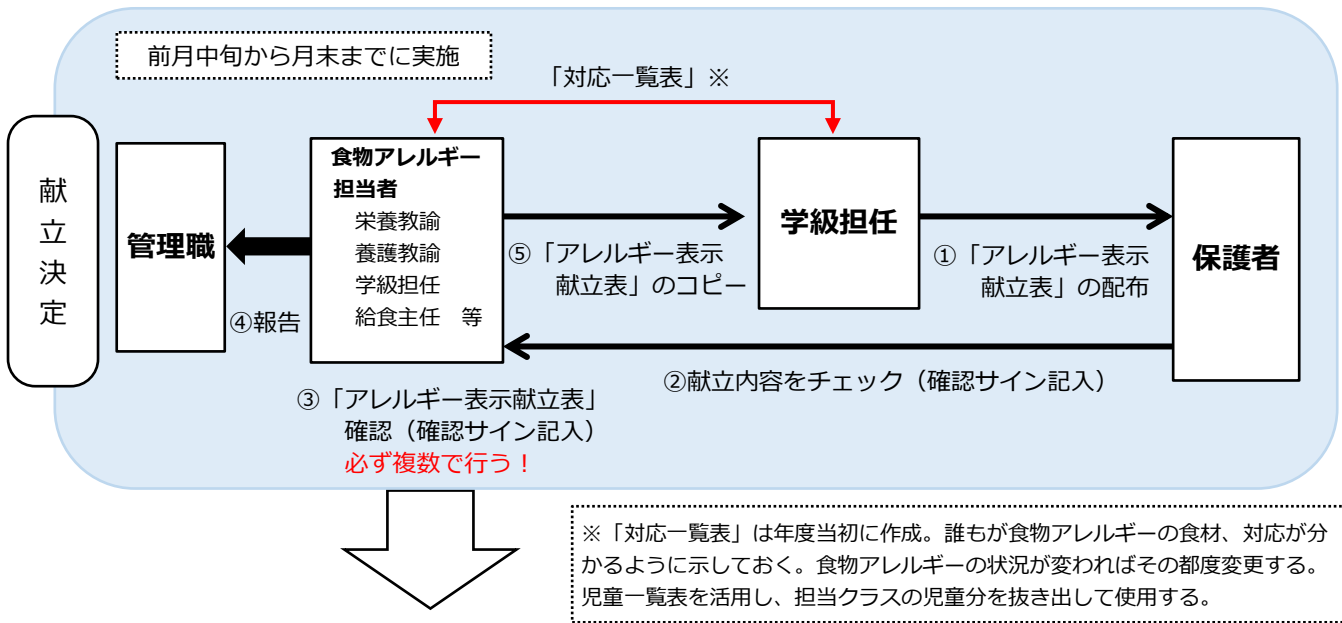 前月中旬から月末までに実施
「対応一覧表」※
献立決定
管理職
食物アレルギー
担当者
栄養教諭
養護教諭
学級担任
給食主任　等
学級担任
保護者
⑤「アレルギー表示
献立表」のコピー
①「アレルギー表示
献立表」の配布
④報告
②献立内容をチェック（確認サイン記入）
③「アレルギー表示献立表」
確認（確認サイン記入）
必ず複数で行う！
※「対応一覧表」は年度当初に作成。誰もが食物アレルギーの食材、対応が分
かるように示しておく。食物アレルギーの状況が変わればその都度変更する。
児童一覧表を活用し、担当クラスの児童分を抜き出して使用する。